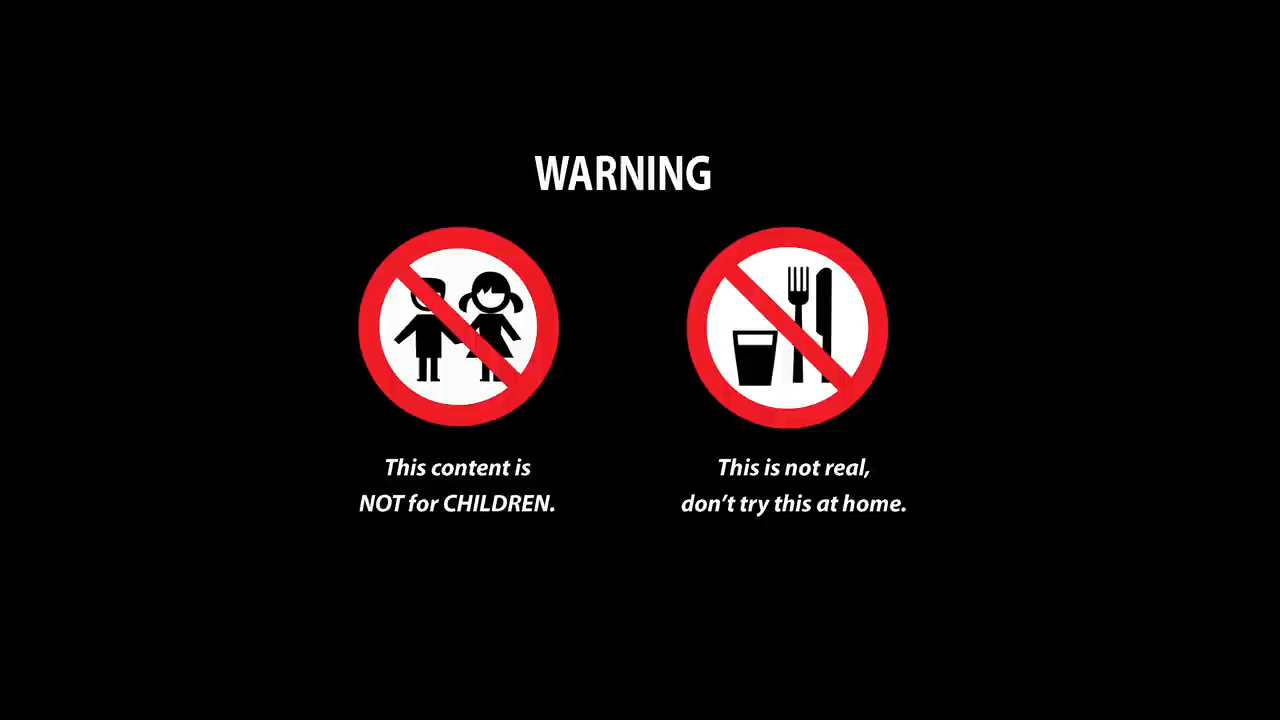 WARNING
This content is
NOT for CHILDREN.
This is not real,
don’t try this at home.